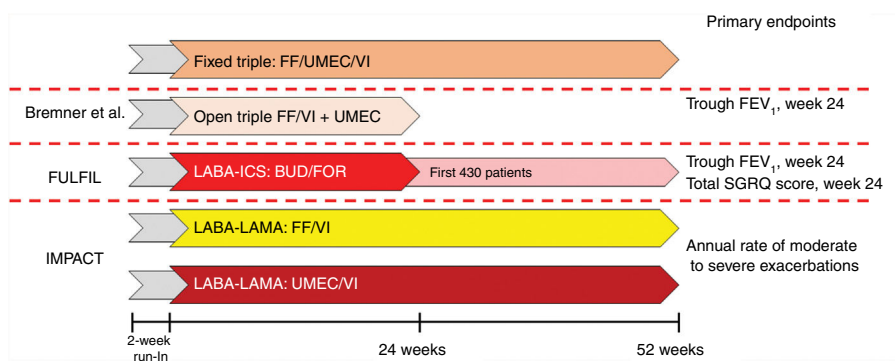 Primary endpoints
Fixed triple: FF/UMEC/VI
Bremner et al.
Open triple FF/VI + UMEC
Trough FEV1, week 24
FULFIL
LABA-ICS: BUD/FOR
First 430 patients
Trough FEV1, week 24
Total SGRQ score, week 24
IMPACT
LABA-LAMA: FF/VI
LABA-LAMA: UMEC/VI
Annual rate of moderate
to severe exacerbations
2-week
run-In
24 weeks
52 weeks